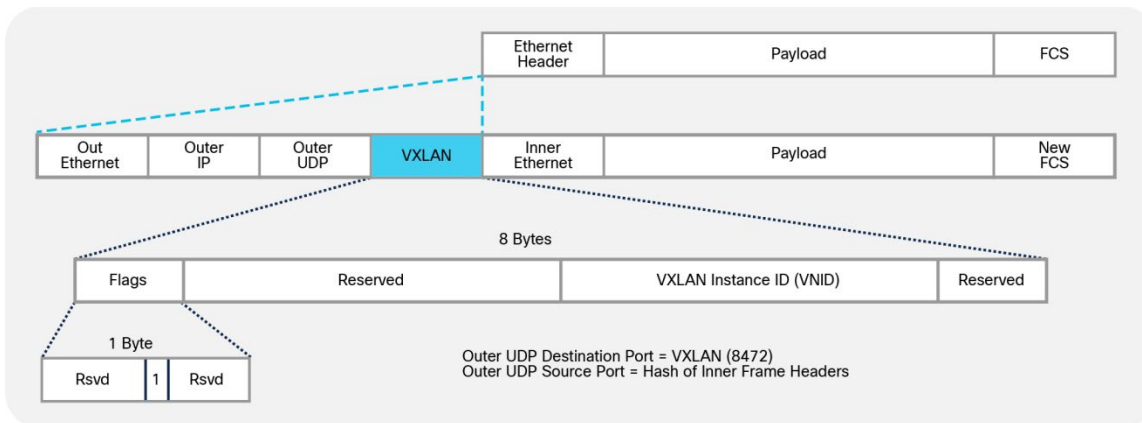 Ethernet
Header
Payload
FCS
Out
Ethernet
Outer
IP
Outer
UDP
VXLAN
Inner
Ethernet
Payload
New
FCS
8 Bytes
Flags
Reserved
VXLAN Instance ID (VNID)
Reserved
1 Byte
Rsvd
1
Rsvd
Outer UDP Destination Port = VXLAN (8472)
Outer UDP Source Port = Hash of Inner Frame Headers